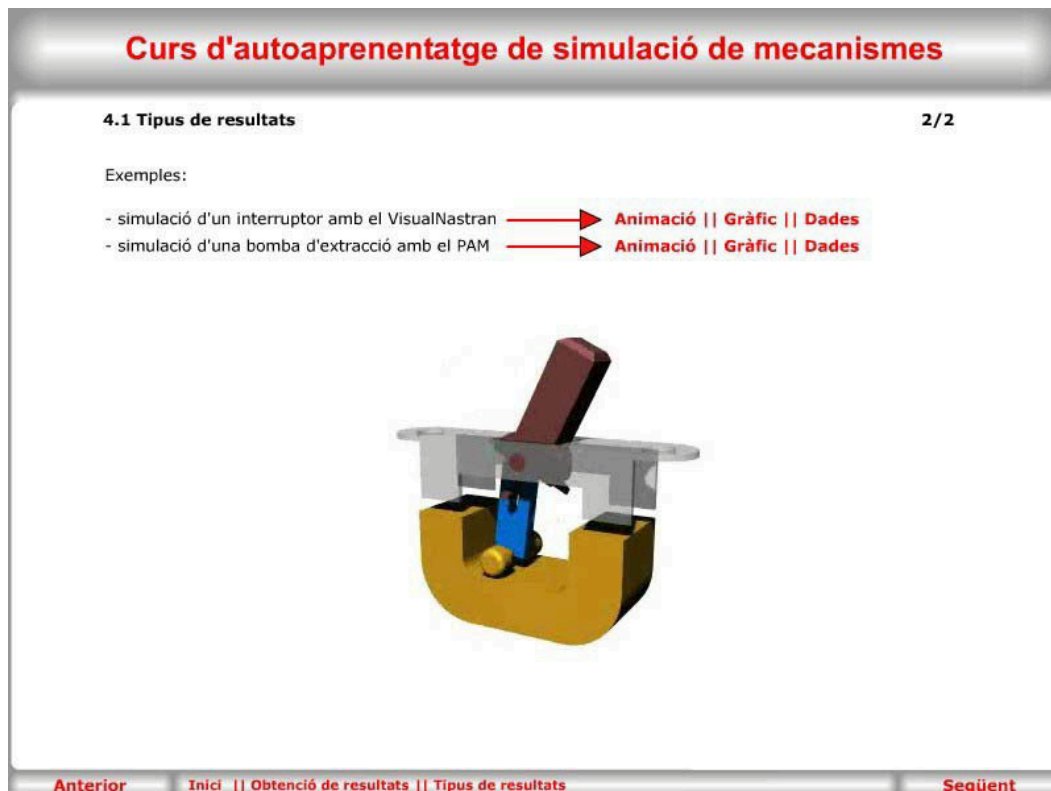 Curs d'autoaprenentatge de simulació de mecanismes
4.1 Tipus de resultats 2/2
Exemples:
- simulació d'un interruptor amb el VisualNastran Animació || Gràfic || Dades
- simulació d'una bomba d'extracció amb el PAM Animació || Gràfic || Dades
Anterior Inici || Obtenció de resultats || Tipus de resultats Següent